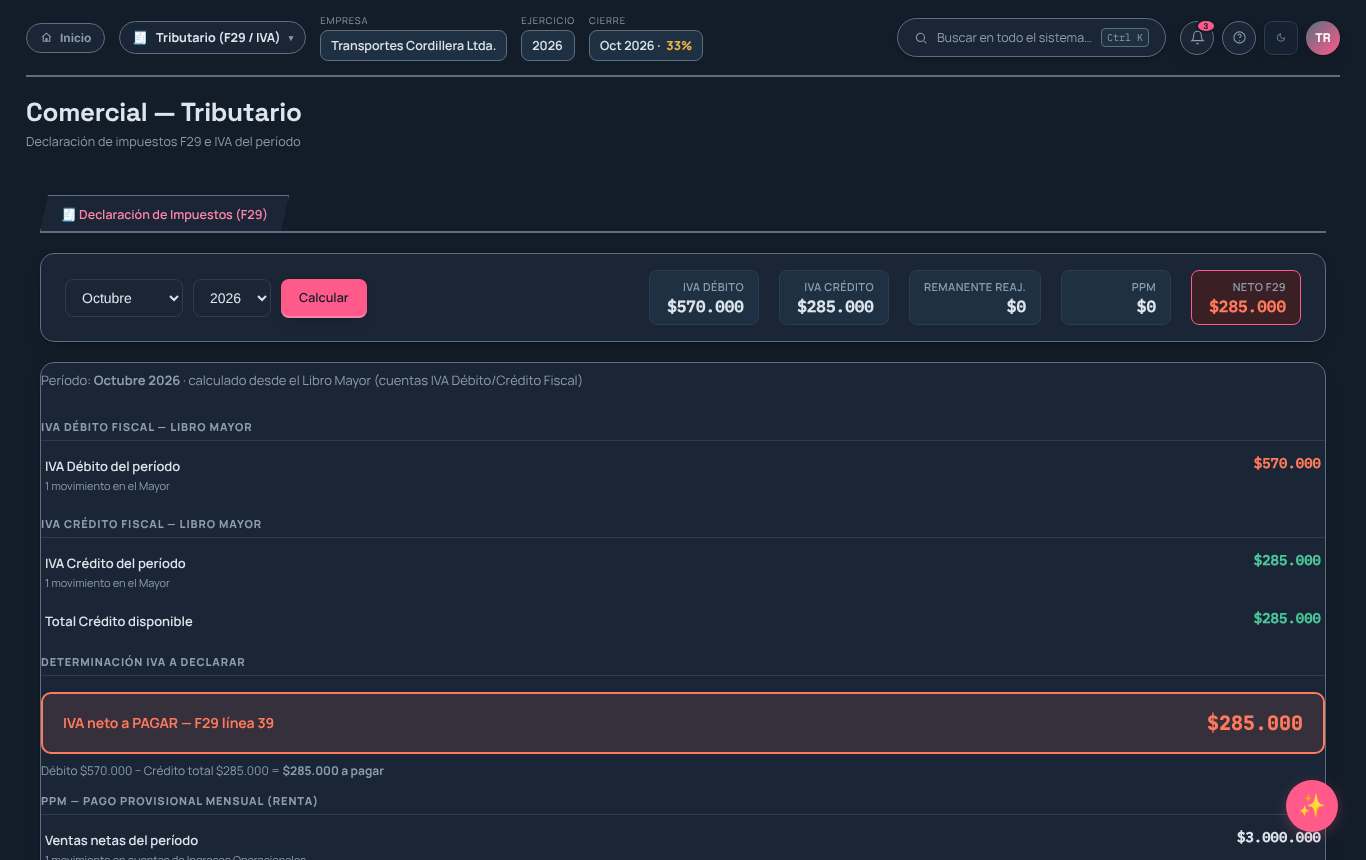 Inicio
Tributario (F29 / IVA) ▾
EMPRESA
Transportes Cordillera Ltda.
EJERCICIO
2026
CIERRE
Oct 2026 · 33%
Buscar en todo el sistema... Ctrl K
3
TR
Comercial — Tributario
Declaración de impuestos F29 e IVA del período
Declaración de Impuestos (F29)
Octubre
2026
Calcular
IVA DÉBITO
$570.000
IVA CRÉDITO
$285.000
REMANENTE REAJ.
$0
PPM
$0
NETO F29
$285.000
Período: Octubre 2026 · calculado desde el Libro Mayor (cuentas IVA Débito/Crédito Fiscal)
IVA DÉBITO FISCAL — LIBRO MAYOR
IVA Débito del período $570.000
1 movimiento en el Mayor
IVA CRÉDITO FISCAL — LIBRO MAYOR
IVA Crédito del período $285.000
1 movimiento en el Mayor
Total Crédito disponible $285.000
DETERMINACIÓN IVA A DECLARAR
IVA neto a PAGAR — F29 línea 39 $285.000
Débito $570.000 − Crédito total $285.000 = $285.000 a pagar
PPM — PAGO PROVISIONAL MENSUAL (RENTA)
Ventas netas del período $3.000.000
1 movimiento en cuentas de Ingresos Operacionales